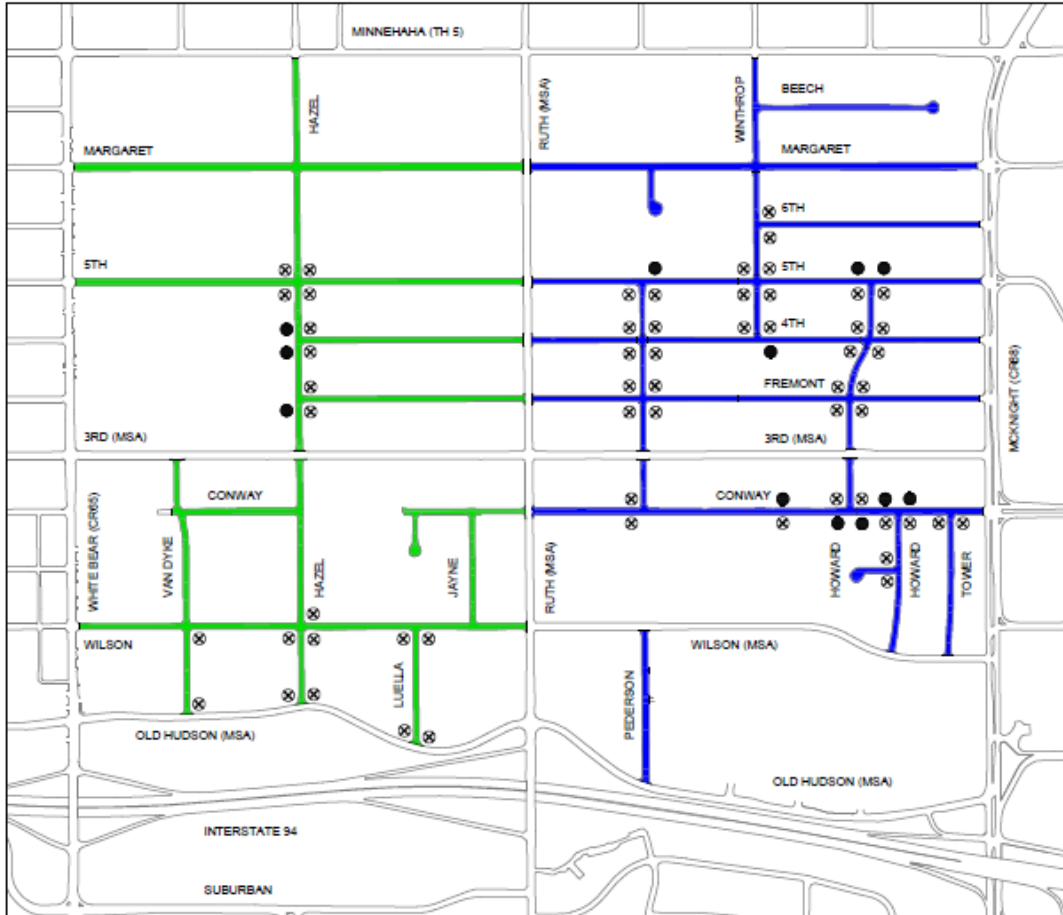 MINNEHAHA (TH 5)
HAZEL
RUTH (MSA)
WINTHROP
BEECH
MARGARET
MARGARET
6TH
5TH
5TH
4TH
FREMONT
MCKNIGHT (CR68)
3RD (MSA)
3RD (MSA)
CONWAY
CONWAY
WHITE BEAR (CR65)
VAN DYKE
HAZEL
JAYNE
RUTH (MSA)
HOWARD
HOWARD
TOWER
WILSON
WILSON (MSA)
LUELLA
PEDERSON
OLD HUDSON (MSA)
OLD HUDSON (MSA)
INTERSTATE 94
SUBURBAN